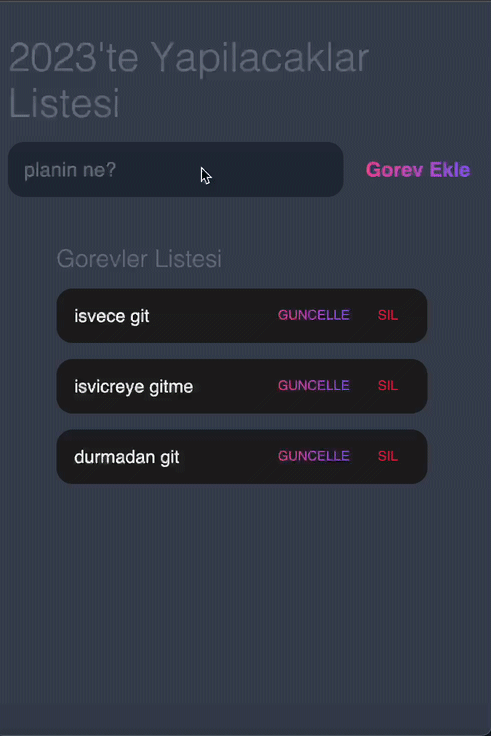 2023'te Yapilacaklar
Listesi
planin ne?
Gorev Ekle
Gorevler Listesi
isvece git
GUNCELLE
SIL
isvicreye gitme
GUNCELLE
SIL
durmadan git
GUNCELLE
SIL